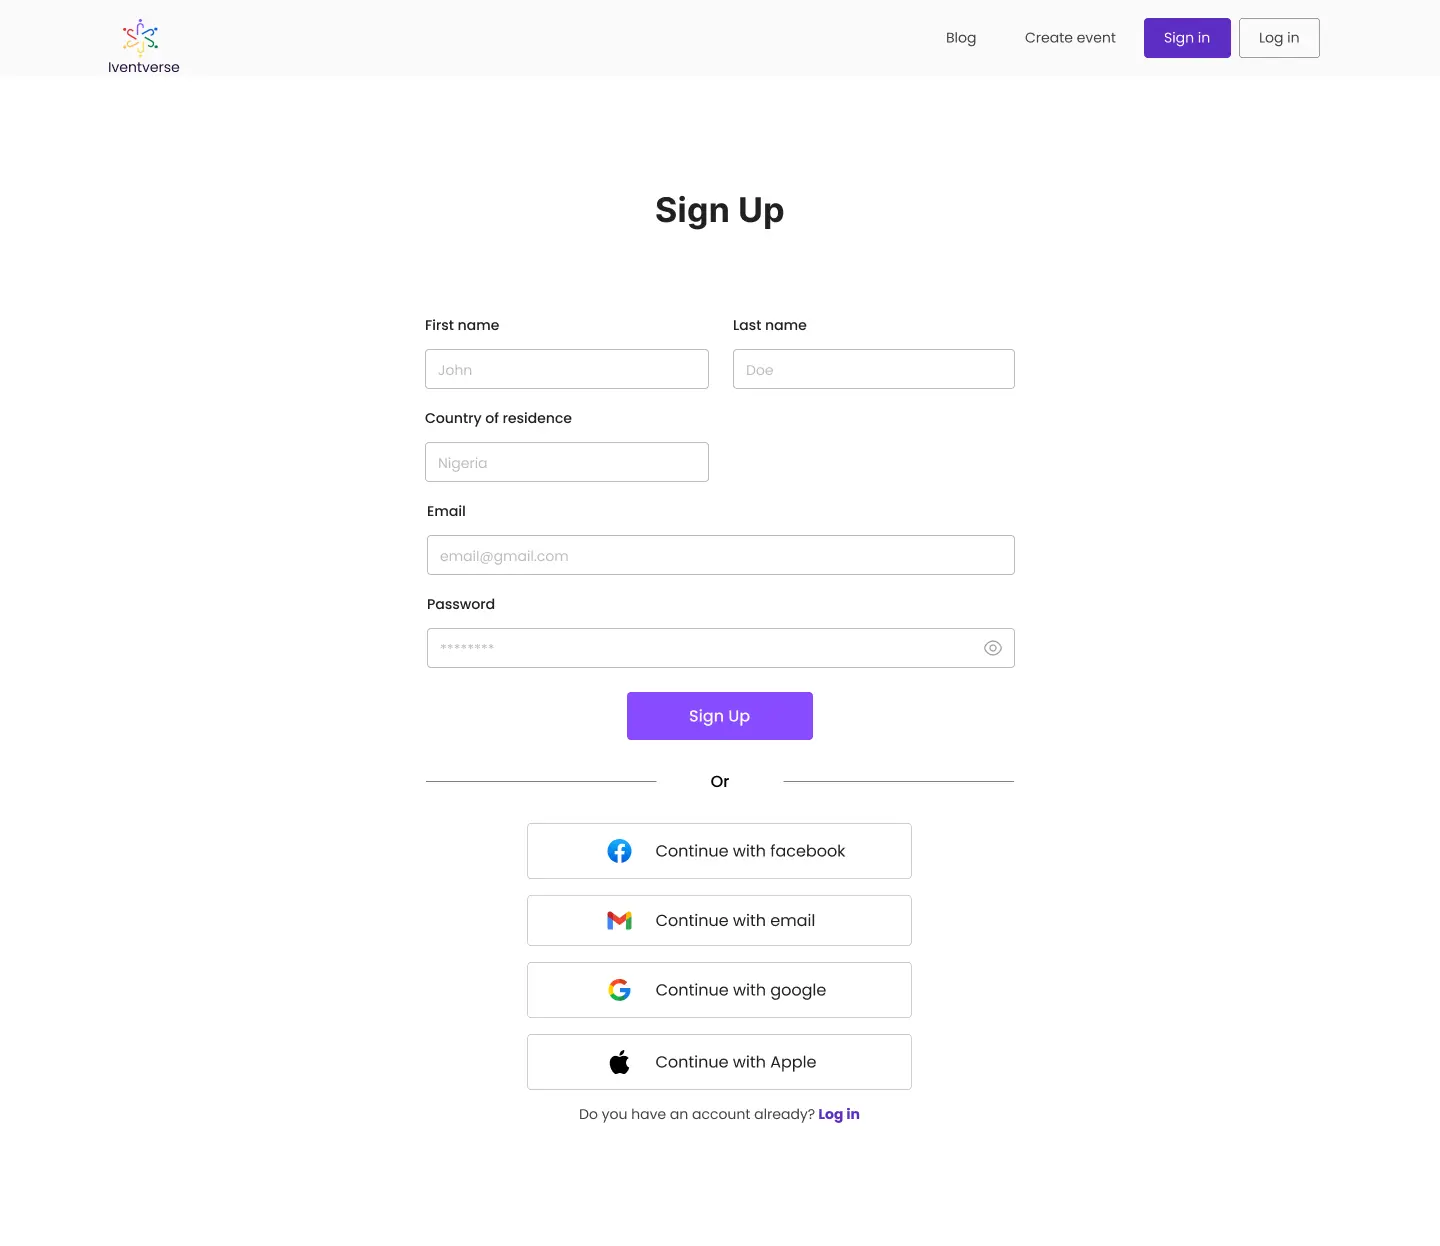 Iventverse
Blog
Create event
Sign in
Log in
Sign Up
First name
Last name
John
Doe
Country of residence
Nigeria
Email
email@gmail.com
Password
********
Sign Up
Or
Continue with facebook
Continue with email
Continue with google
Continue with Apple
Do you have an account already? Log in